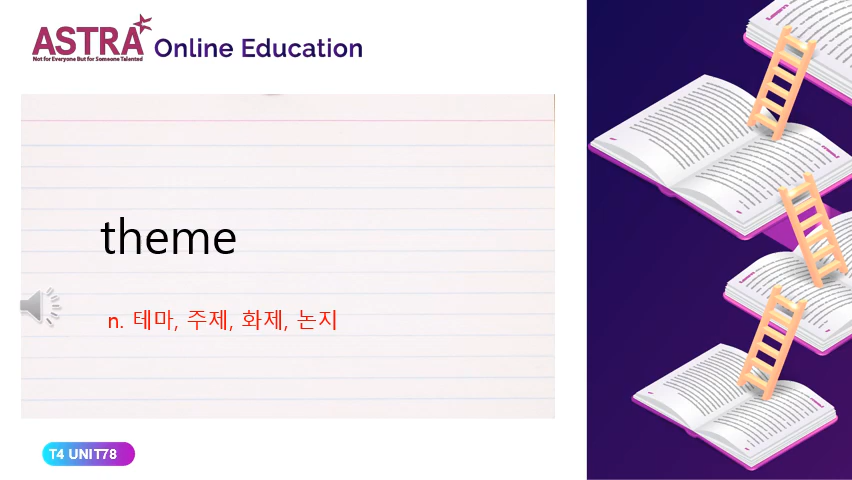 ASTRA
Not for Everyone But for Someone Talented
Online Education
theme
n. 테마, 주제, 화제, 논지
T4 UNIT78